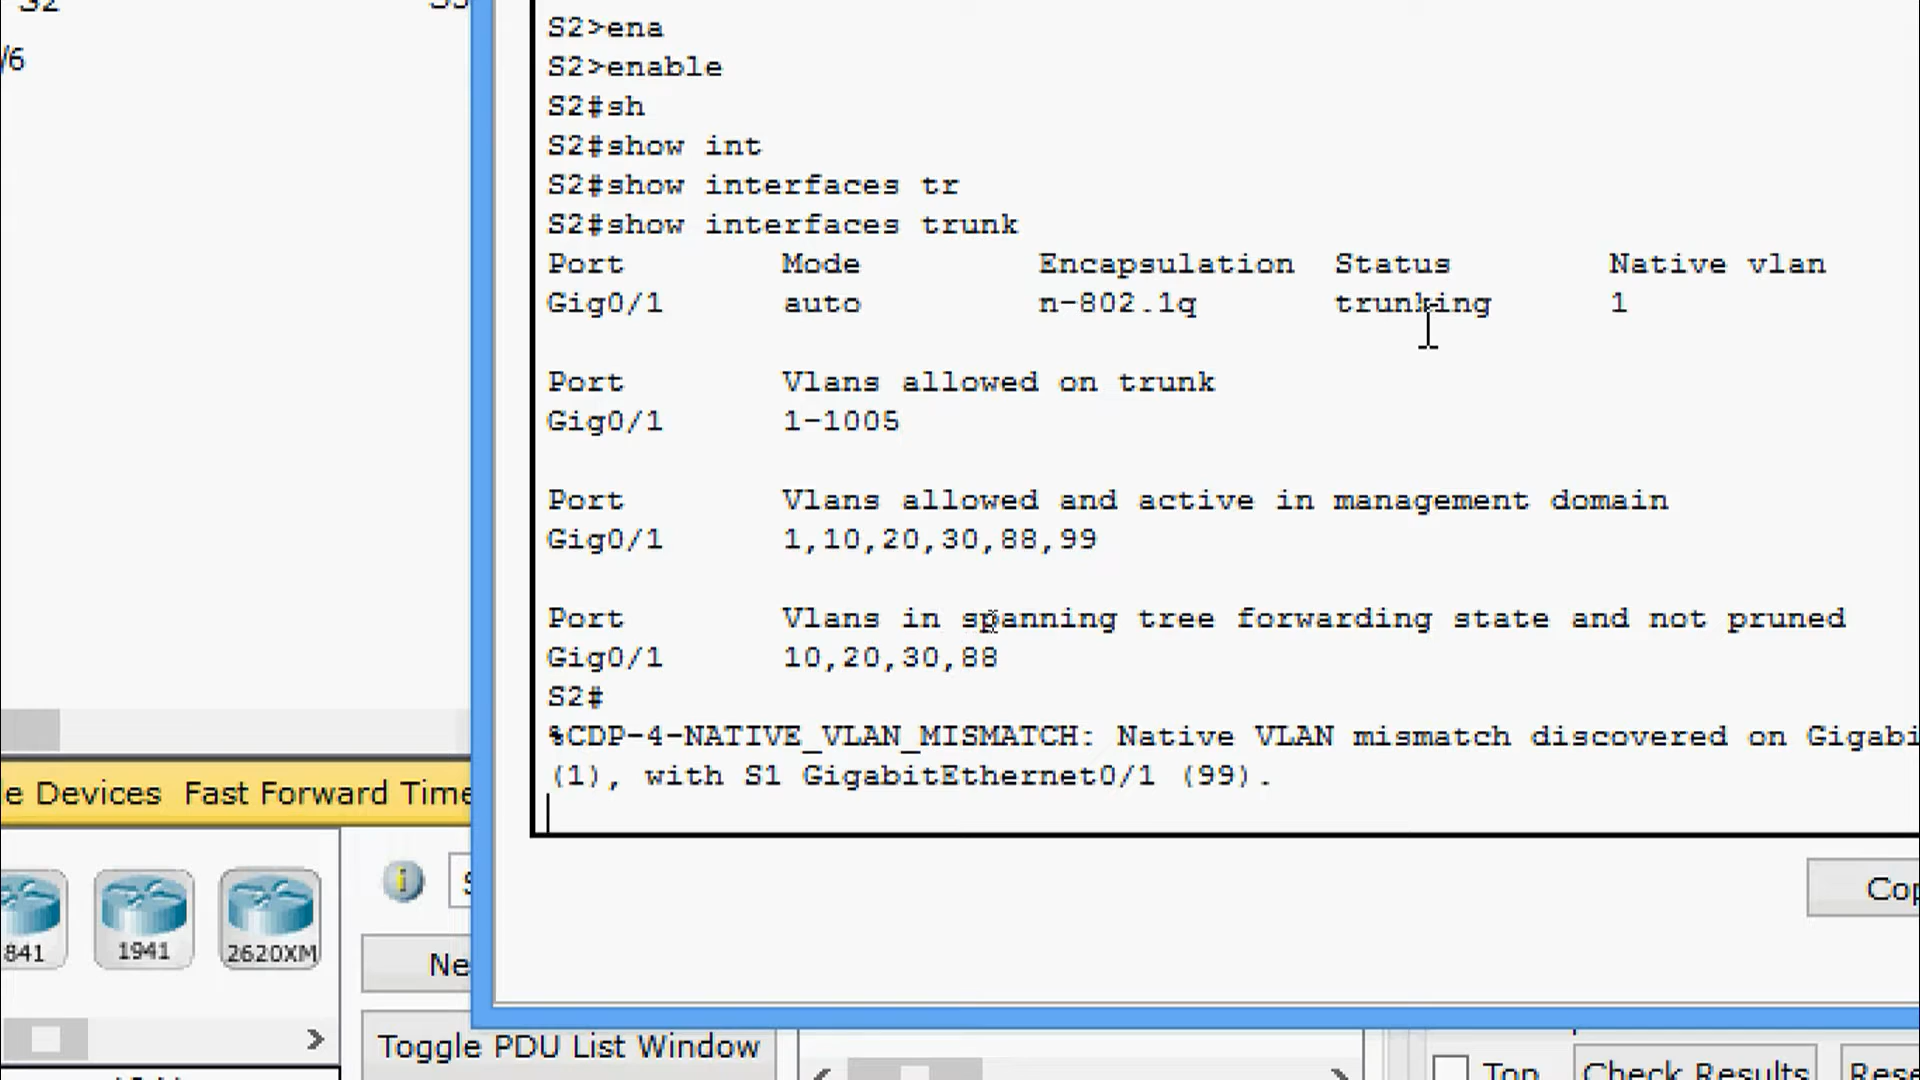 S2
/6
S2>ena
S2>enable
S2#sh
S2#show int
S2#show interfaces tr
S2#show interfaces trunk
Port Mode Encapsulation Status Native vlan
Gig0/1 auto n-802.1q trunking 1
Port Vlans allowed on trunk
Gig0/1 1-1005
Port Vlans allowed and active in management domain
Gig0/1 1,10,20,30,88,99
Port Vlans in spanning tree forwarding state and not pruned
Gig0/1 10,20,30,88
S2#
%CDP-4-NATIVE_VLAN_MISMATCH: Native VLAN mismatch discovered on Gigabi
(1), with S1 GigabitEthernet0/1 (99).
e Devices Fast Forward Time
841
1941
2620XM
Ne
Cop
Toggle PDU List Window
Top
Check Results
Rese